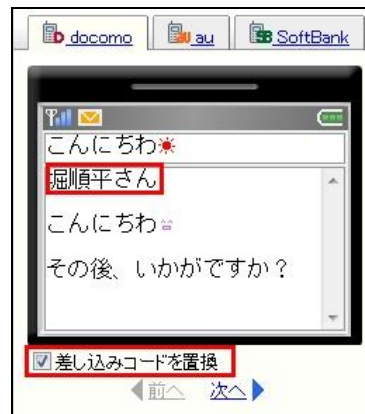 docomo au SoftBank
こんにぢわ
堀順平さん
こんにぢわ
その後、いかがですか？
差し込みコードを置換
前へ 次へ